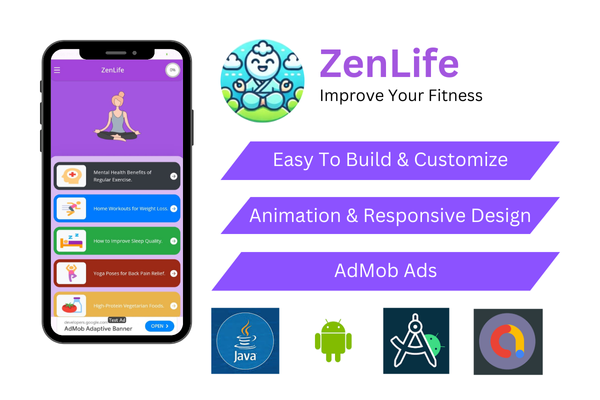 ZenLife
Mental Health Benefits of
Regular Exercise.
Home Workouts for Weight Loss.
How to Improve Sleep Quality.
Yoga Poses for Back Pain Relief.
High-Protein Vegetarian Foods.
Test Ad
AdMob Adaptive Banner
OPEN
ZenLife
Improve Your Fitness
Easy To Build & Customize
Animation & Responsive Design
AdMob Ads
Java